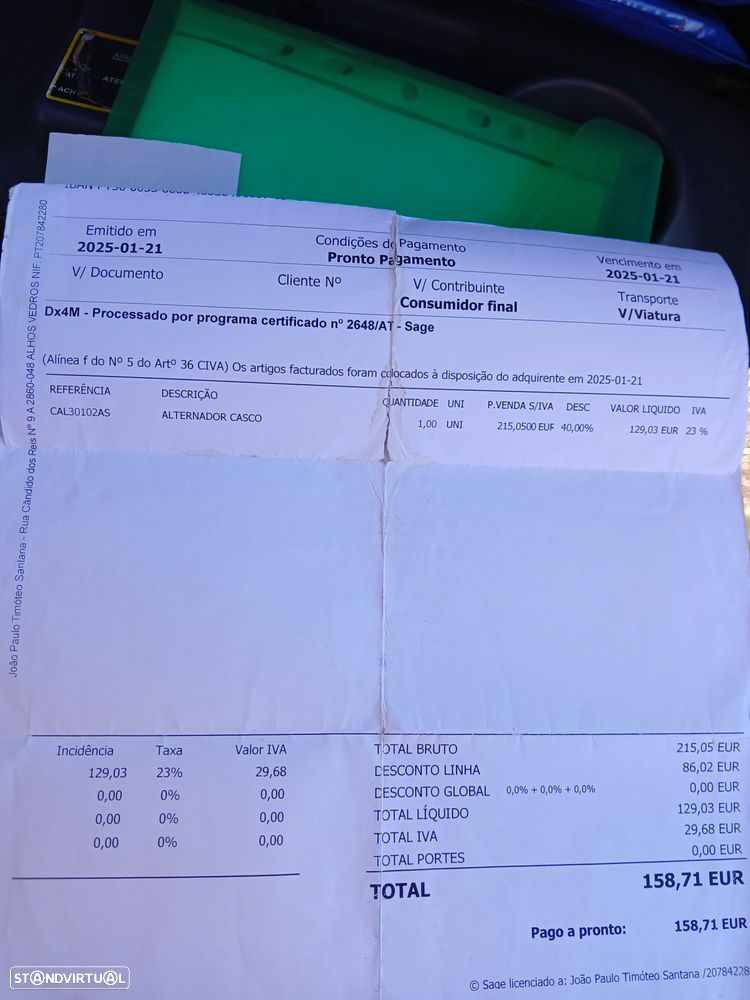 AIR
ATE
ACH
Emitido em
2025-01-21
Condições de Pagamento
Pronto Pagamento
Vencimento em
2025-01-21
V/ Documento
Cliente Nº
V/ Contribuinte
Consumidor final
Transporte
V/Viatura
Dx4M - Processado por programa certificado nº 2648/AT - Sage
(Alínea f do Nº 5 do Artº 36 CIVA) Os artigos facturados foram colocados à disposição do adquirente em 2025-01-21
REFERÊNCIA DESCRIÇÃO QUANTIDADE UNI P.VENDA S/IVA DESC VALOR LIQUIDO IVA
CAL30102AS ALTERNADOR CASCO 1,00 UNI 215,0500 EUR 40,00% 129,03 EUR 23 %
João Paulo Timóteo Santana - Rua Cândido dos Reis Nº 9 A 2860-048 ALHOS VEDROS NIF. PT207842280
Incidência Taxa Valor IVA
129,03 23% 29,68
0,00 0% 0,00
0,00 0% 0,00
0,00 0% 0,00
TOTAL BRUTO 215,05 EUR
DESCONTO LINHA 86,02 EUR
DESCONTO GLOBAL 0,0% + 0,0% + 0,0% 0,00 EUR
TOTAL LÍQUIDO 129,03 EUR
TOTAL IVA 29,68 EUR
TOTAL PORTES 0,00 EUR
TOTAL 158,71 EUR
Pago a pronto: 158,71 EUR
© Sage licenciado a: João Paulo Timóteo Santana /20784228
STANDVIRTUAL